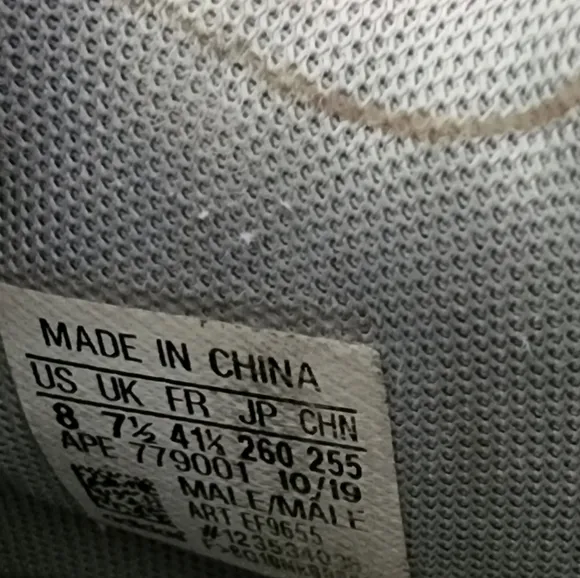 MADE IN CHINA
US UK FR JP CHN
8 7½ 41⅓ 260 255
APE 779001 10/19
MALE/MÂLE
ART EF9655